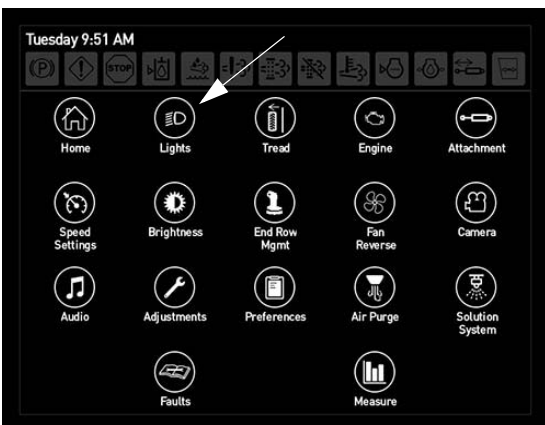 Tuesday 9:51 AM
(P) STOP
Home Lights Tread Engine Attachment
Speed Settings Brightness End Row Mgmt Fan Reverse Camera
Audio Adjustments Preferences Air Purge Solution System
Faults Measure